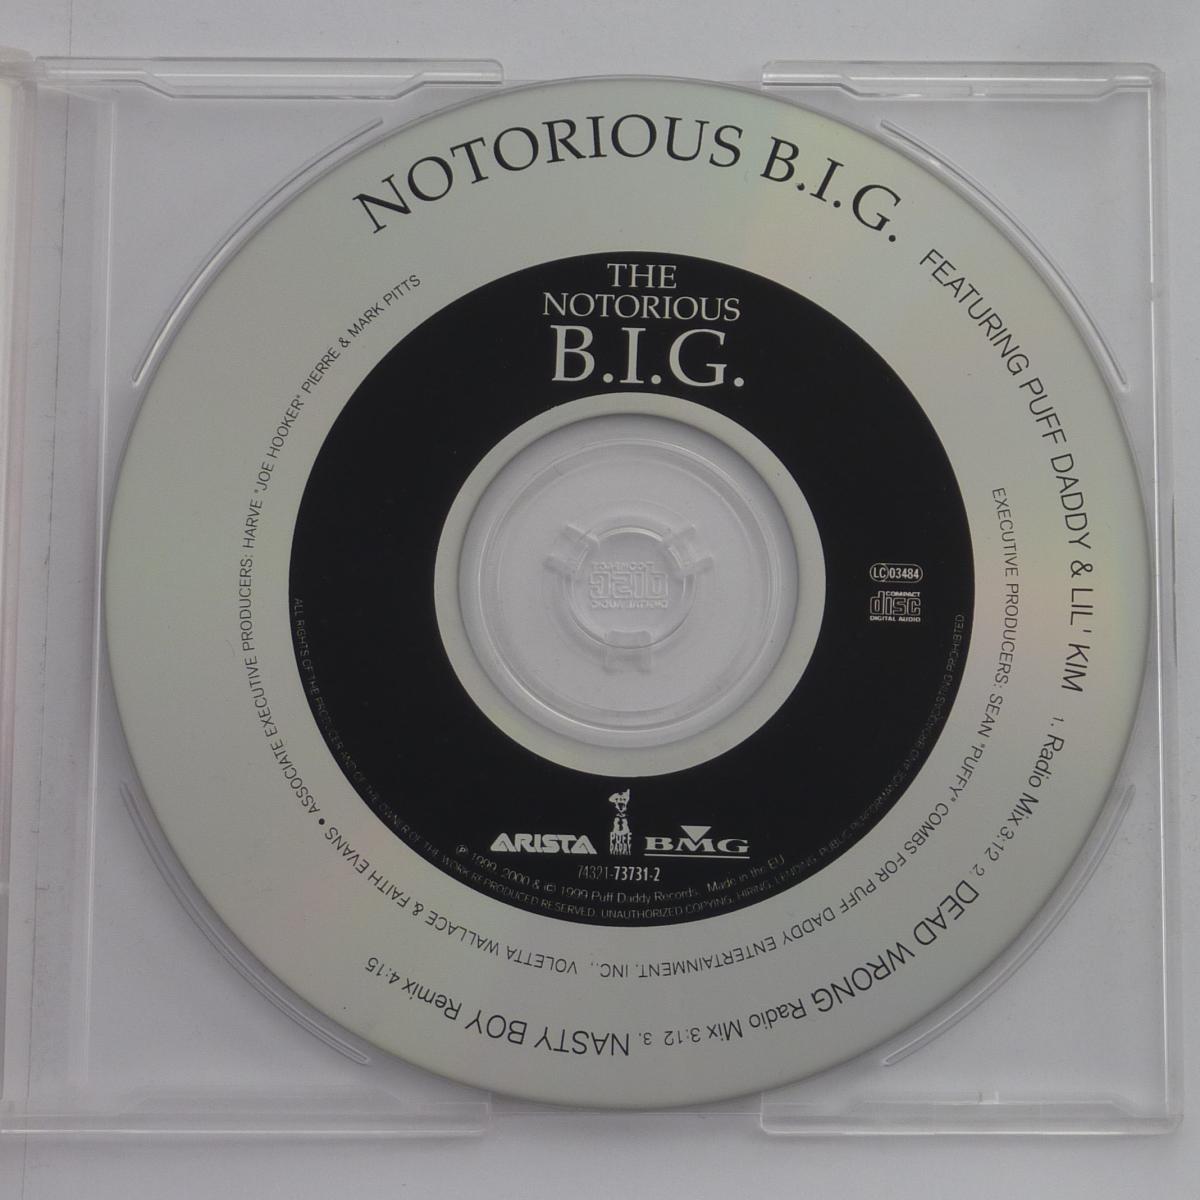 NOTORIOUS B.I.G. FEATURING PUFF DADDY & LIL' KIM 1. Radio Mix 3:12 2. DEAD WRONG Radio Mix 3:12 3. NASTY BOY Remix 4:15
EXECUTIVE PRODUCERS: SEAN "PUFFY" COMBS FOR PUFF DADDY ENTERTAINMENT, INC., VOLETTA WALLACE & FAITH EVANS • ASSOCIATE EXECUTIVE PRODUCERS: HARVE "JOE HOOKER" PIERRE & MARK PITTS
THE
NOTORIOUS
B.I.G.
LC 03484
COMPACT
disc
DIGITAL AUDIO
ARISTA
PUFF
DADDY
BMG
74321-73731-2
℗ 1999, 2000 & (c) 1999 Puff Daddy Records. Made in the EU
ALL RIGHTS OF THE PRODUCER AND OF THE OWNER OF THE WORK REPRODUCED RESERVED. UNAUTHORIZED COPYING, HIRING, LENDING, PUBLIC PERFORMANCE AND BROADCASTING PROHIBITED